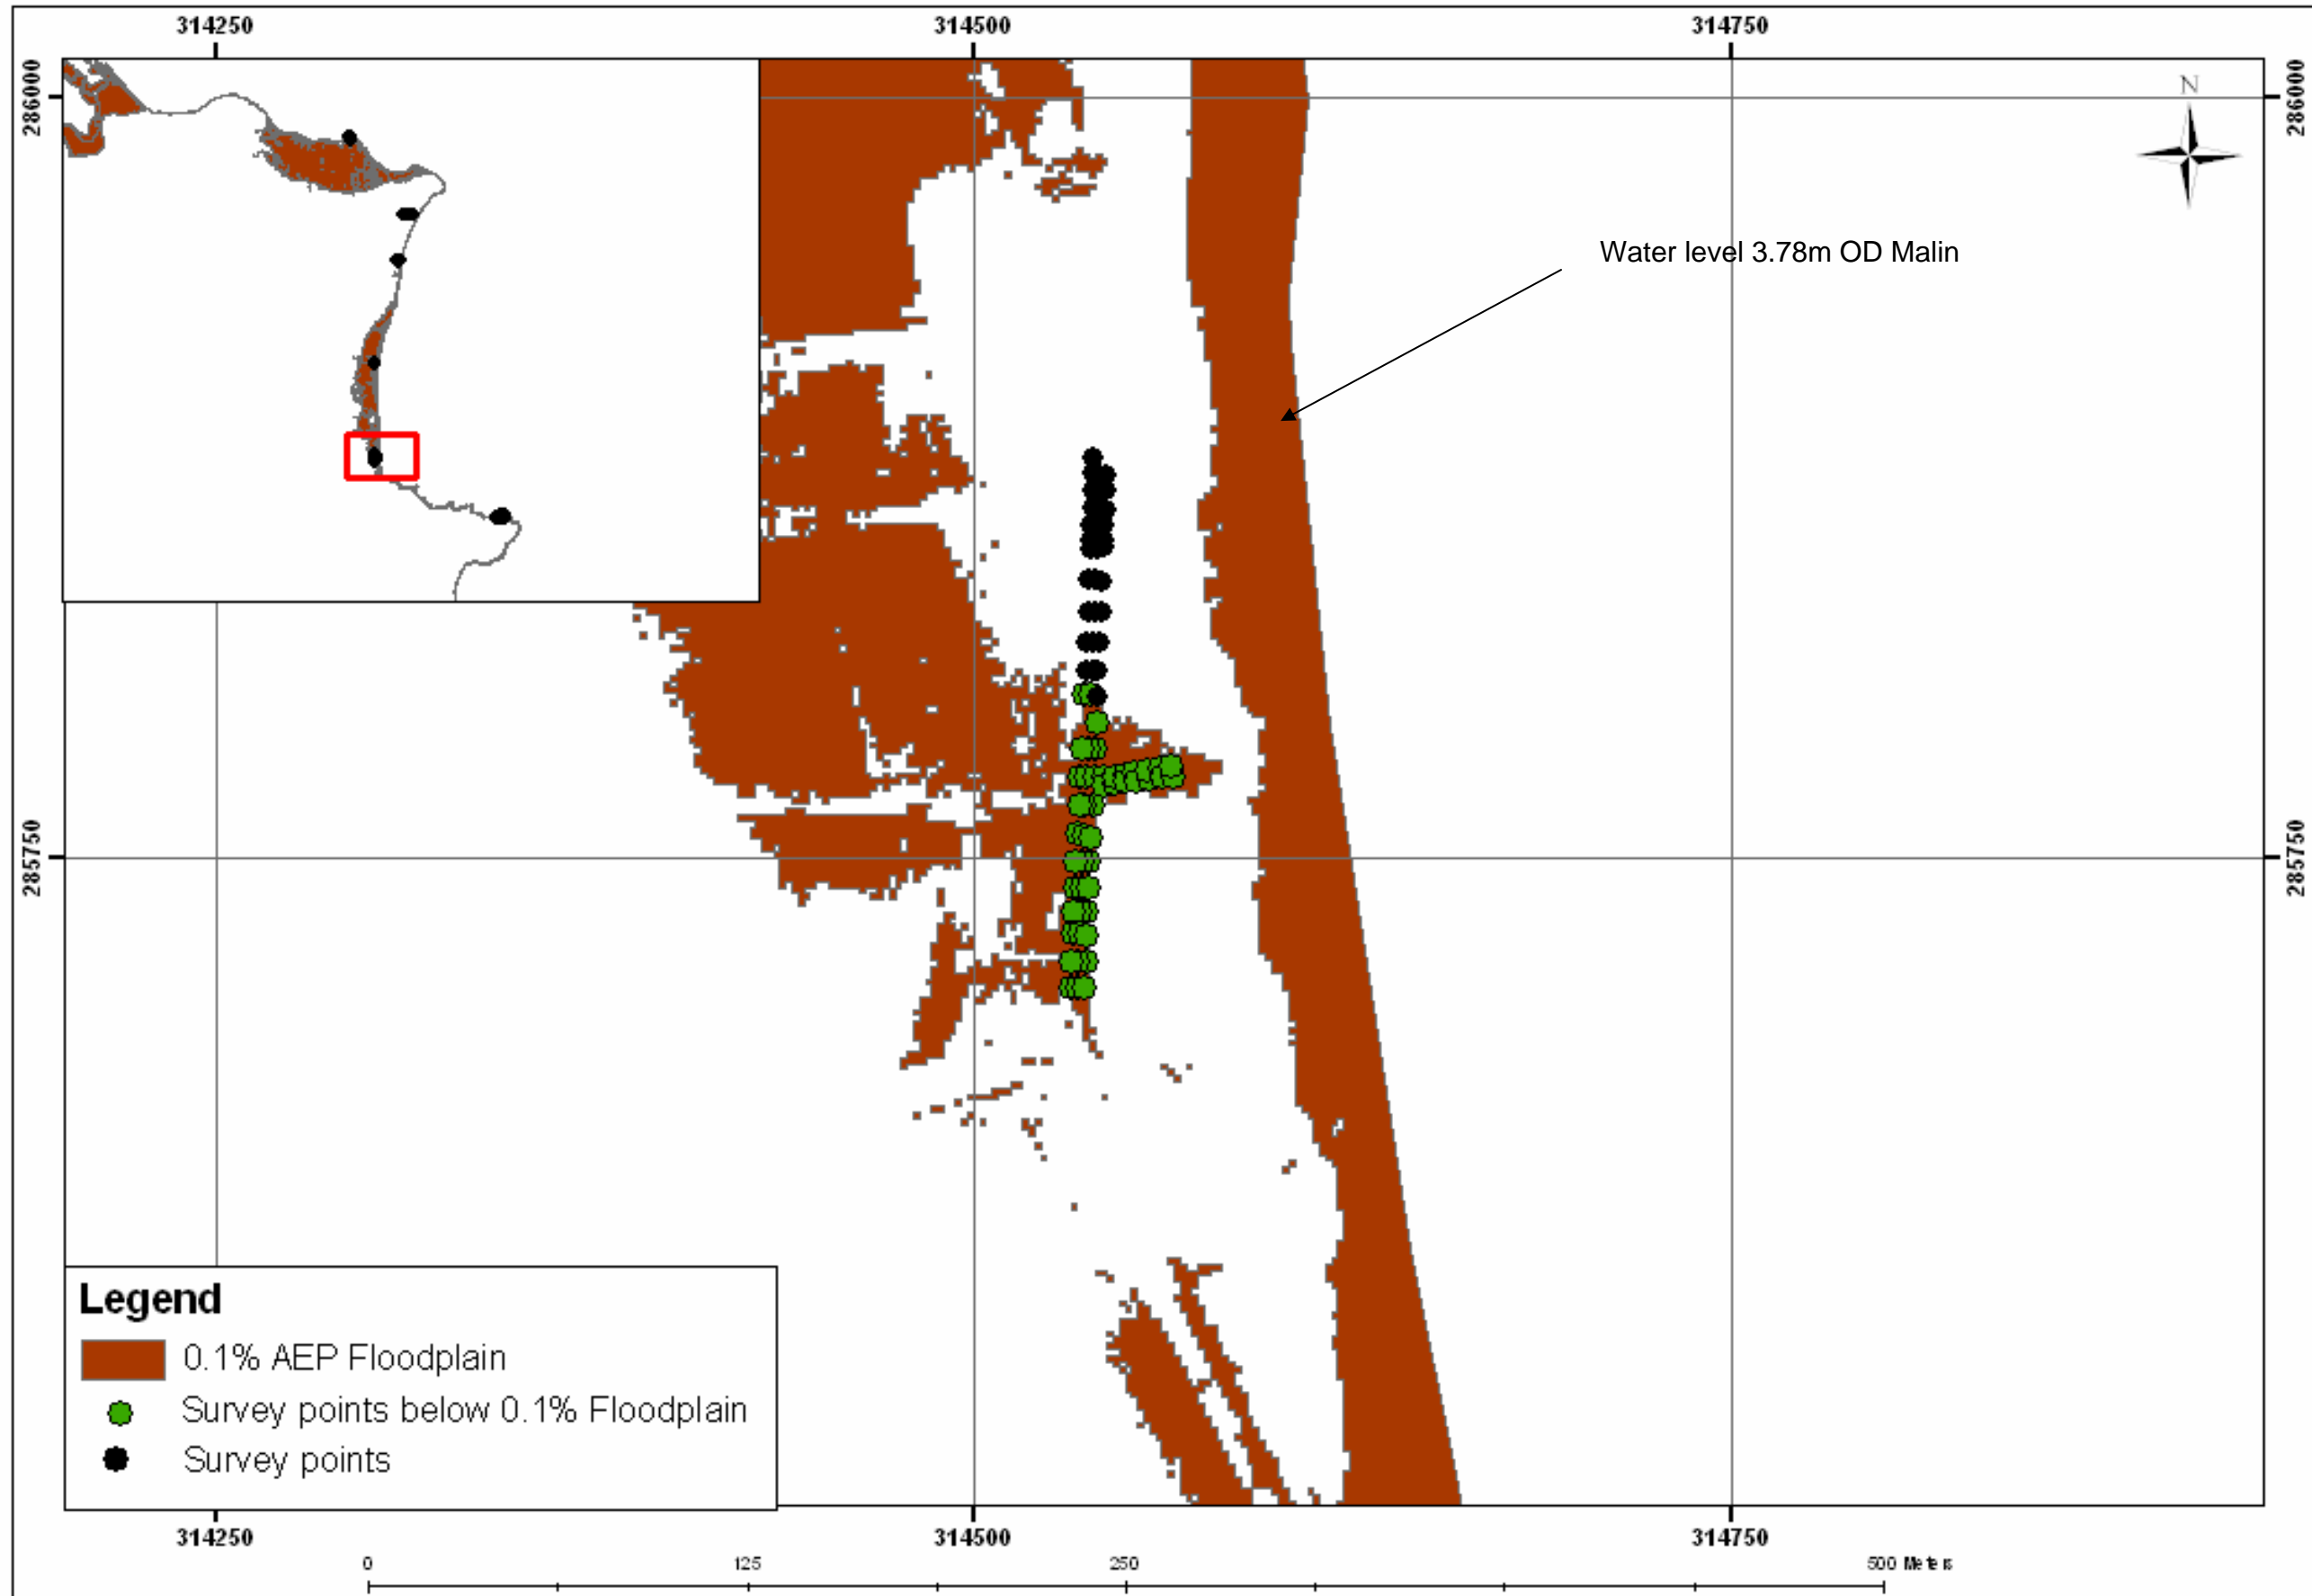 314250 314500 314750
286000 286000
N
Water level 3.78m OD Malin
285750 285750
Legend
0.1% AEP Floodplain
Survey points below 0.1% Floodplain
Survey points
314250 314500 314750
0 125 250 500 Meters